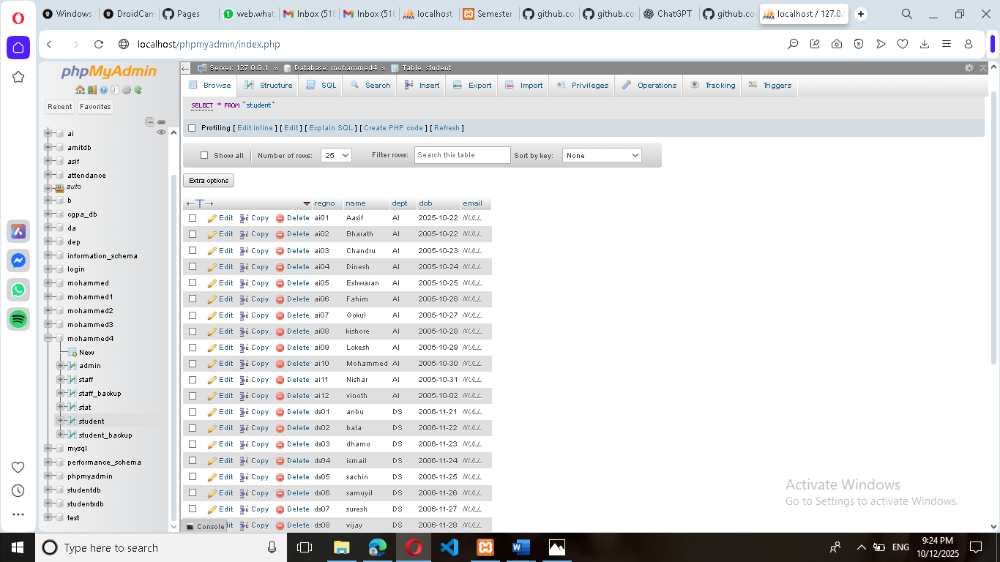 Windows
DroidCam
Pages
web.what
Inbox (518
Inbox (518
localhost
Semester
github.co
github.co
ChatGPT
github.co
localhost / 127.0.0
localhost/phpmyadmin/index.php
phpMyAdmin
Recent
Favorites
ai
amitdb
asif
attendance
auto
b
cgpa_db
da
dep
information_schema
login
mohammed
mohammed1
mohammed2
mohammed3
mohammed4
New
admin
staff
staff_backup
stat
student
student_backup
mysql
performance_schema
phpmyadmin
studentdb
studentsdb
test
Server: 127.0.0.1 » Database: mohammed4 » Table: student
Browse Structure SQL Search Insert Export Import Privileges Operations Tracking Triggers
SELECT * FROM `student`
Profiling [ Edit inline ] [ Edit ] [ Explain SQL ] [ Create PHP code ] [ Refresh ]
Show all Number of rows: 25 Filter rows: Search this table Sort by key: None
Extra options
regno name dept dob email
Edit Copy Delete ai01 Aasif AI 2025-10-22 NULL
Edit Copy Delete ai02 Bharath AI 2005-10-22 NULL
Edit Copy Delete ai03 Chandru AI 2005-10-23 NULL
Edit Copy Delete ai04 Dinesh AI 2005-10-24 NULL
Edit Copy Delete ai05 Eshwaran AI 2005-10-25 NULL
Edit Copy Delete ai06 Fahim AI 2005-10-26 NULL
Edit Copy Delete ai07 Gokul AI 2005-10-27 NULL
Edit Copy Delete ai08 kishore AI 2005-10-28 NULL
Edit Copy Delete ai09 Lokesh AI 2005-10-29 NULL
Edit Copy Delete ai10 Mohammed AI 2005-10-30 NULL
Edit Copy Delete ai11 Nishar AI 2005-10-31 NULL
Edit Copy Delete ai12 vinoth AI 2005-10-02 NULL
Edit Copy Delete ds01 anbu DS 2006-11-21 NULL
Edit Copy Delete ds02 bala DS 2006-11-22 NULL
Edit Copy Delete ds03 dhamo DS 2006-11-23 NULL
Edit Copy Delete ds04 ismail DS 2006-11-24 NULL
Edit Copy Delete ds05 sachin DS 2006-11-25 NULL
Edit Copy Delete ds06 samuyil DS 2006-11-26 NULL
Edit Copy Delete ds07 suresh DS 2006-11-27 NULL
Console Copy Delete ds08 vijay DS 2006-11-28 NULL
Activate Windows
Go to Settings to activate Windows.
Type here to search
ENG
9:24 PM
10/12/2025